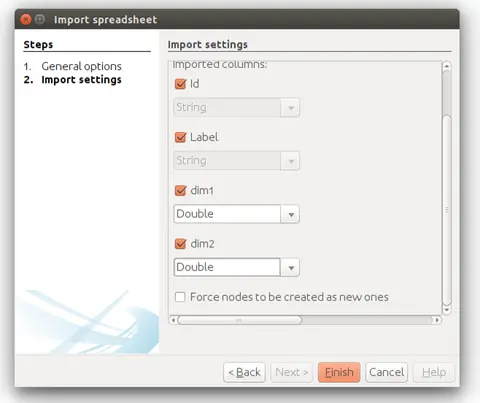 Import spreadsheet
Steps
1. General options
2. Import settings
Import settings
Imported columns:
Id
String
Label
String
dim1
Double
dim2
Double
Force nodes to be created as new ones
< Back
Next >
Finish
Cancel
Help